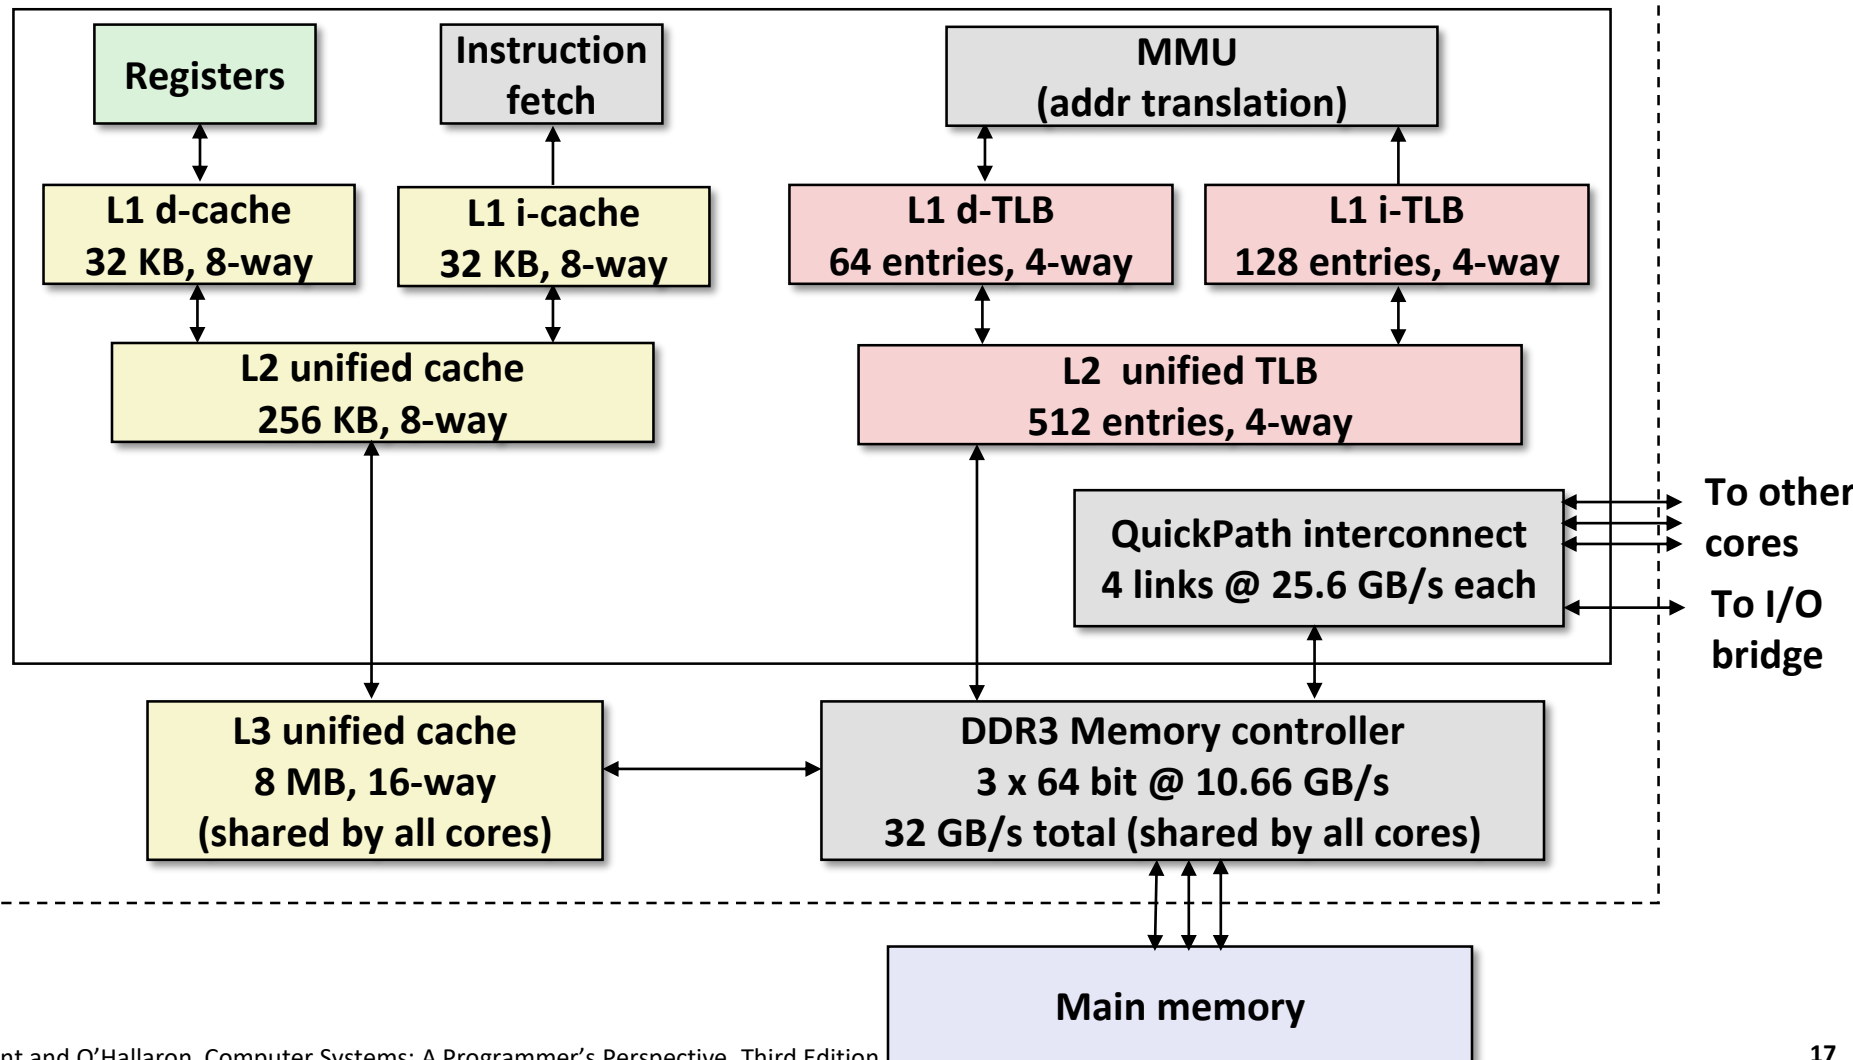 Registers
Instruction
fetch
MMU
(addr translation)
L1 d-cache
32 KB, 8-way
L1 i-cache
32 KB, 8-way
L1 d-TLB
64 entries, 4-way
L1 i-TLB
128 entries, 4-way
L2 unified cache
256 KB, 8-way
L2  unified TLB
512 entries, 4-way
QuickPath interconnect
4 links @ 25.6 GB/s each
To other
cores
To I/O
bridge
L3 unified cache
8 MB, 16-way
(shared by all cores)
DDR3 Memory controller
3 x 64 bit @ 10.66 GB/s
32 GB/s total (shared by all cores)
Main memory
nt and O'Hallaron, Computer Systems: A Programmer's Perspective, Third Edition
17